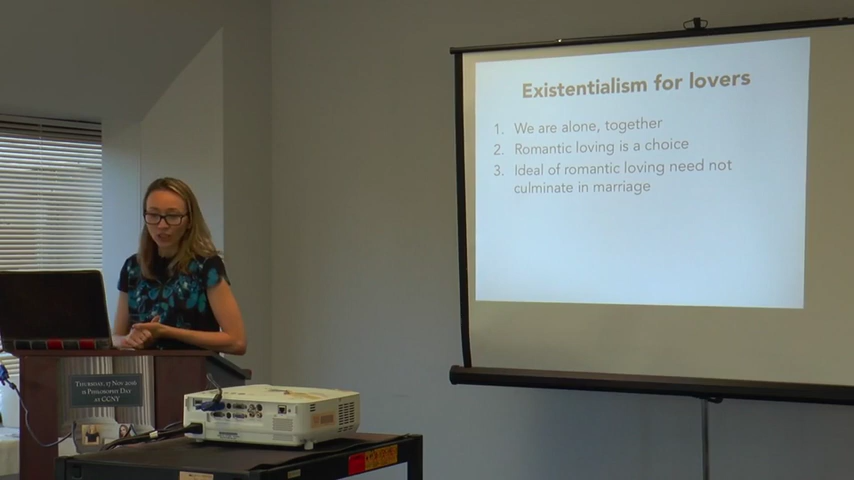 Existentialism for lovers
1. We are alone, together
2. Romantic loving is a choice
3. Ideal of romantic loving need not
culminate in marriage
THURSDAY, 17 NOV 2016
IS PHILOSOPHY DAY
AT CCNY